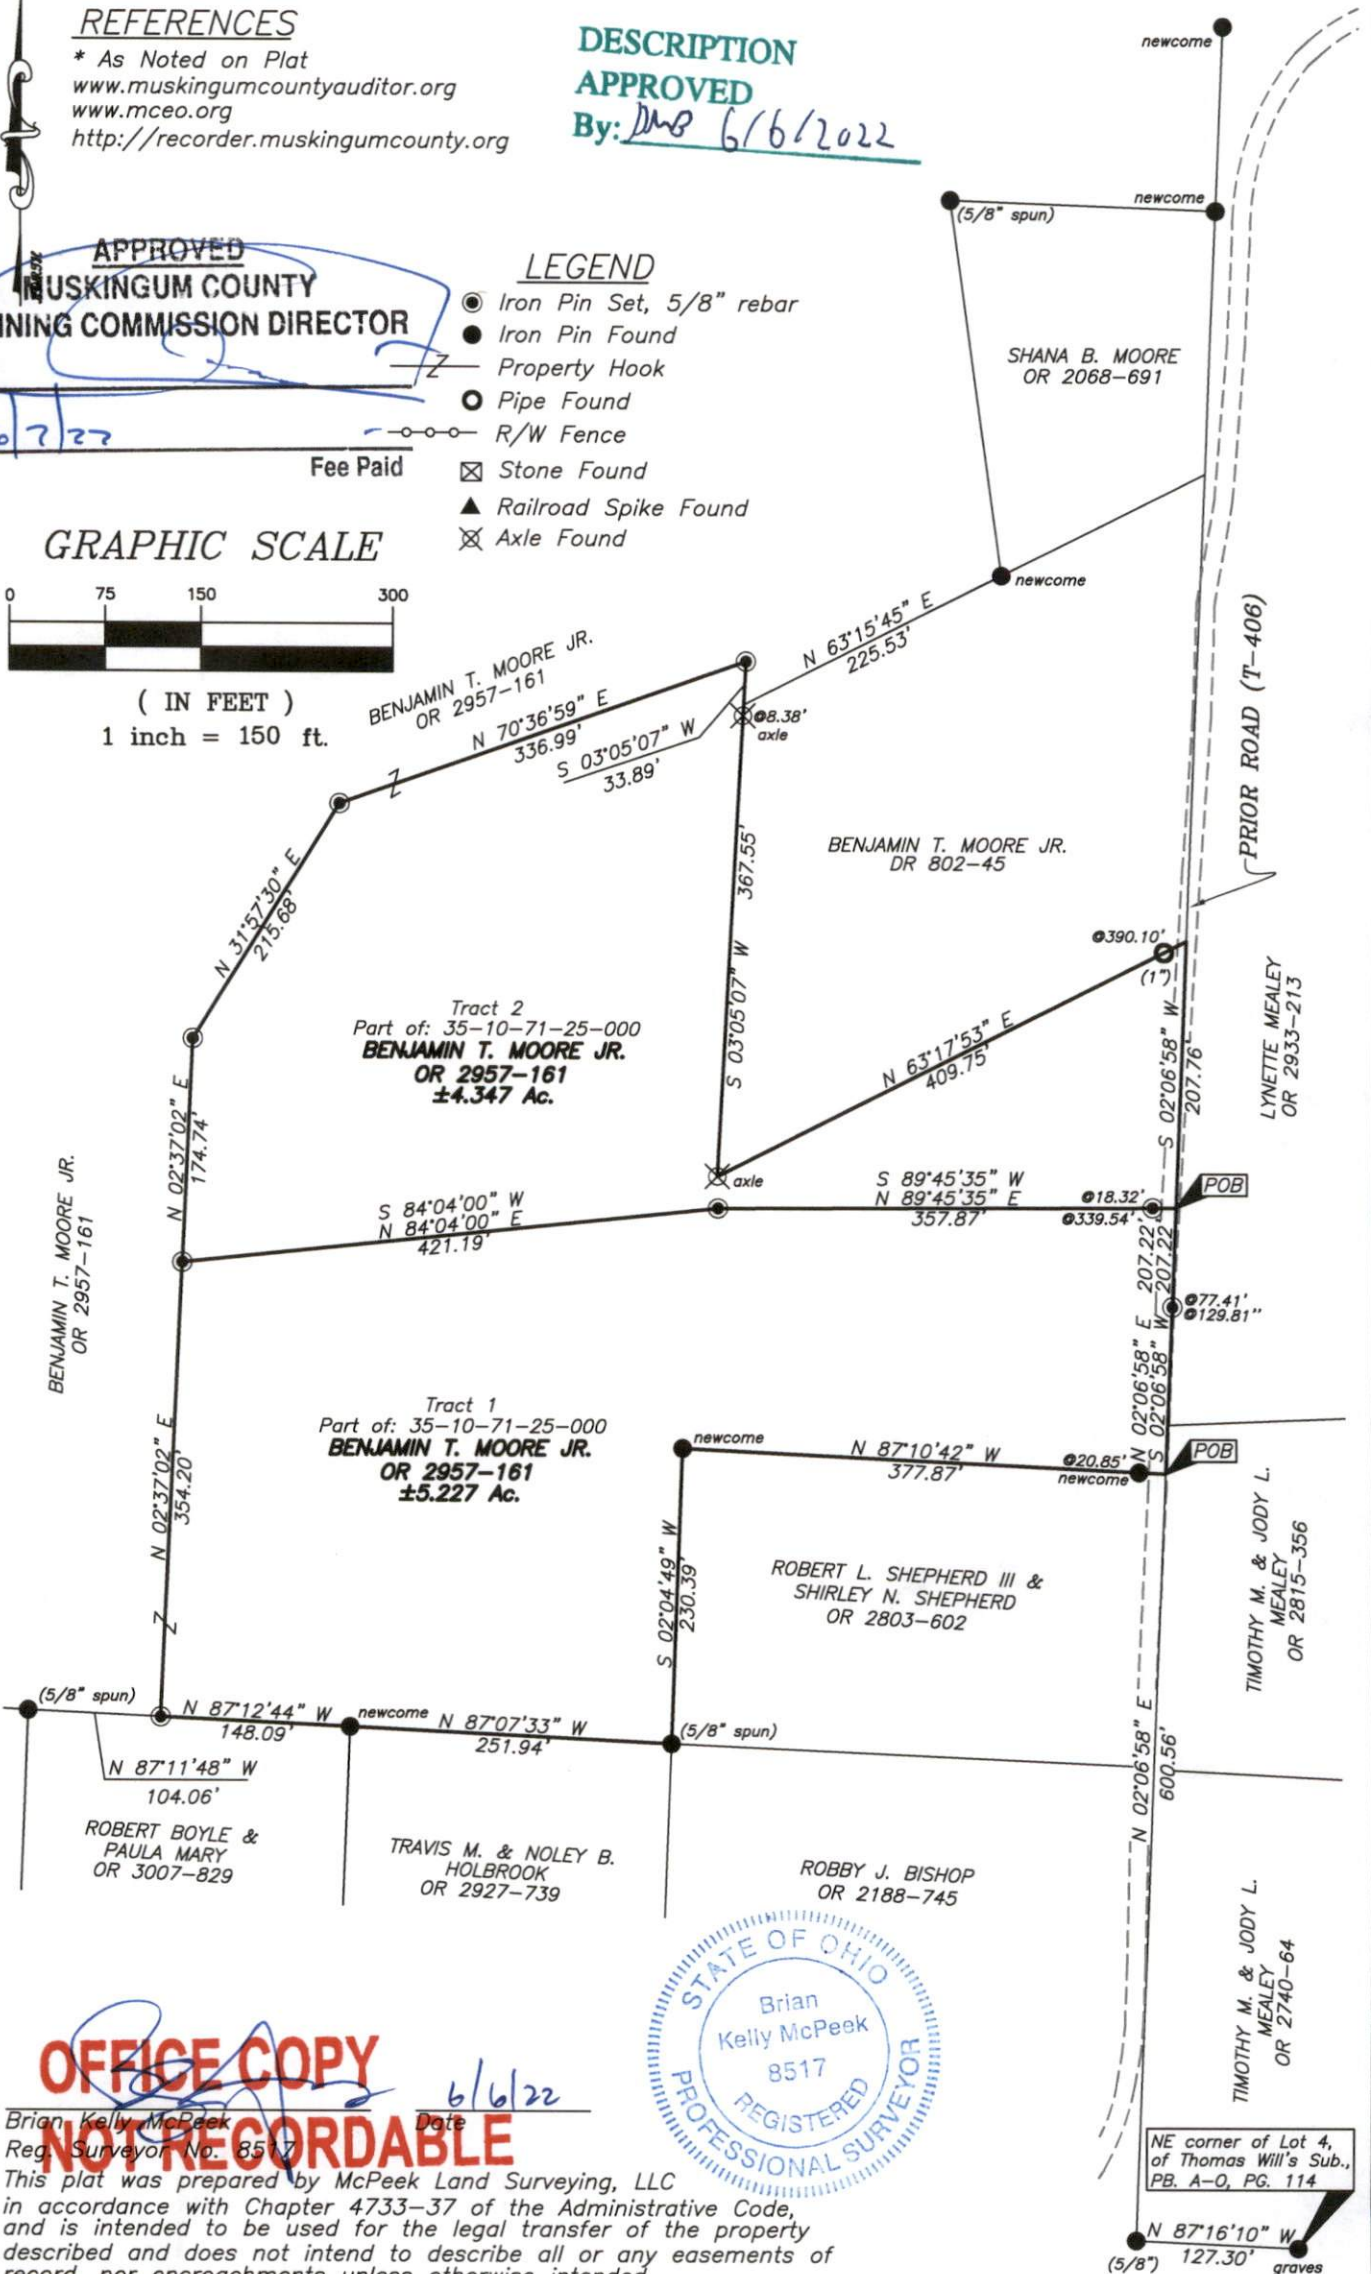 REFERENCES
* As Noted on Plat
www.muskingumcountyauditor.org
www.mceo.org
http://recorder.muskingumcounty.org
DESCRIPTION
APPROVED
By: DMB 6/6/2022
APPROVED
MUSKINGUM COUNTY
NING COMMISSION DIRECTOR
/7/22
Fee Paid
LEGEND
Iron Pin Set, 5/8" rebar
Iron Pin Found
Z Property Hook
Pipe Found
R/W Fence
Stone Found
Railroad Spike Found
Axle Found
GRAPHIC SCALE
0 75 150 300
( IN FEET )
1 inch = 150 ft.
newcome
newcome
(5/8" spun)
SHANA B. MOORE
OR 2068-691
newcome
N 63°15'45" E
225.53'
PRIOR ROAD (T-406)
BENJAMIN T. MOORE JR.
OR 2957-161
N 70°36'59" E
336.99'
Z
S 03°05'07" W
33.89'
@8.38'
axle
BENJAMIN T. MOORE JR.
DR 802-45
S 03°05'07" W 367.55'
N 31°57'30" E
215.68'
@390.10'
(1")
LYNETTE MEALEY
OR 2933-213
Tract 2
Part of: 35-10-71-25-000
BENJAMIN T. MOORE JR.
OR 2957-161
±4.347 Ac.
N 63°17'53" E
409.75'
S 02°06'58" W
207.76'
N 02°37'02" E
174.74'
axle
S 89°45'35" W
N 89°45'35" E
357.87'
@18.32'
@339.54'
POB
S 84°04'00" W
N 84°04'00" E
421.19'
BENJAMIN T. MOORE JR.
OR 2957-161
@77.41'
@129.81"
N 02°06'58" E 207.22'
S 02°06'58" W 207.22'
Tract 1
Part of: 35-10-71-25-000
BENJAMIN T. MOORE JR.
OR 2957-161
±5.227 Ac.
N 02°37'02" E
354.20'
Z
newcome
N 87°10'42" W
377.87'
@20.85'
newcome
POB
TIMOTHY M. & JODY L.
MEALEY
OR 2815-356
S 02°04'49" W
230.39'
ROBERT L. SHEPHERD III &
SHIRLEY N. SHEPHERD
OR 2803-602
(5/8" spun)
N 87°12'44" W
148.09'
newcome
N 87°07'33" W
251.94'
(5/8" spun)
N 87°11'48" W
104.06'
N 02°06'58" E
600.56'
ROBERT BOYLE &
PAULA MARY
OR 3007-829
TRAVIS M. & NOLEY B.
HOLBROOK
OR 2927-739
ROBBY J. BISHOP
OR 2188-745
TIMOTHY M. & JODY L.
MEALEY
OR 2740-64
STATE OF OHIO
Brian
Kelly McPeek
8517
REGISTERED
PROFESSIONAL SURVEYOR
OFFICE COPY
NOT RECORDABLE
6/6/22
Brian Kelly McPeek
Date
Reg. Surveyor No. 8517
This plat was prepared by McPeek Land Surveying, LLC
in accordance with Chapter 4733-37 of the Administrative Code,
and is intended to be used for the legal transfer of the property
described and does not intend to describe all or any easements of
record, nor encroachments unless otherwise intended
NE corner of Lot 4,
of Thomas Will's Sub.,
PB. A-O, PG. 114
N 87°16'10" W
127.30'
(5/8")
graves